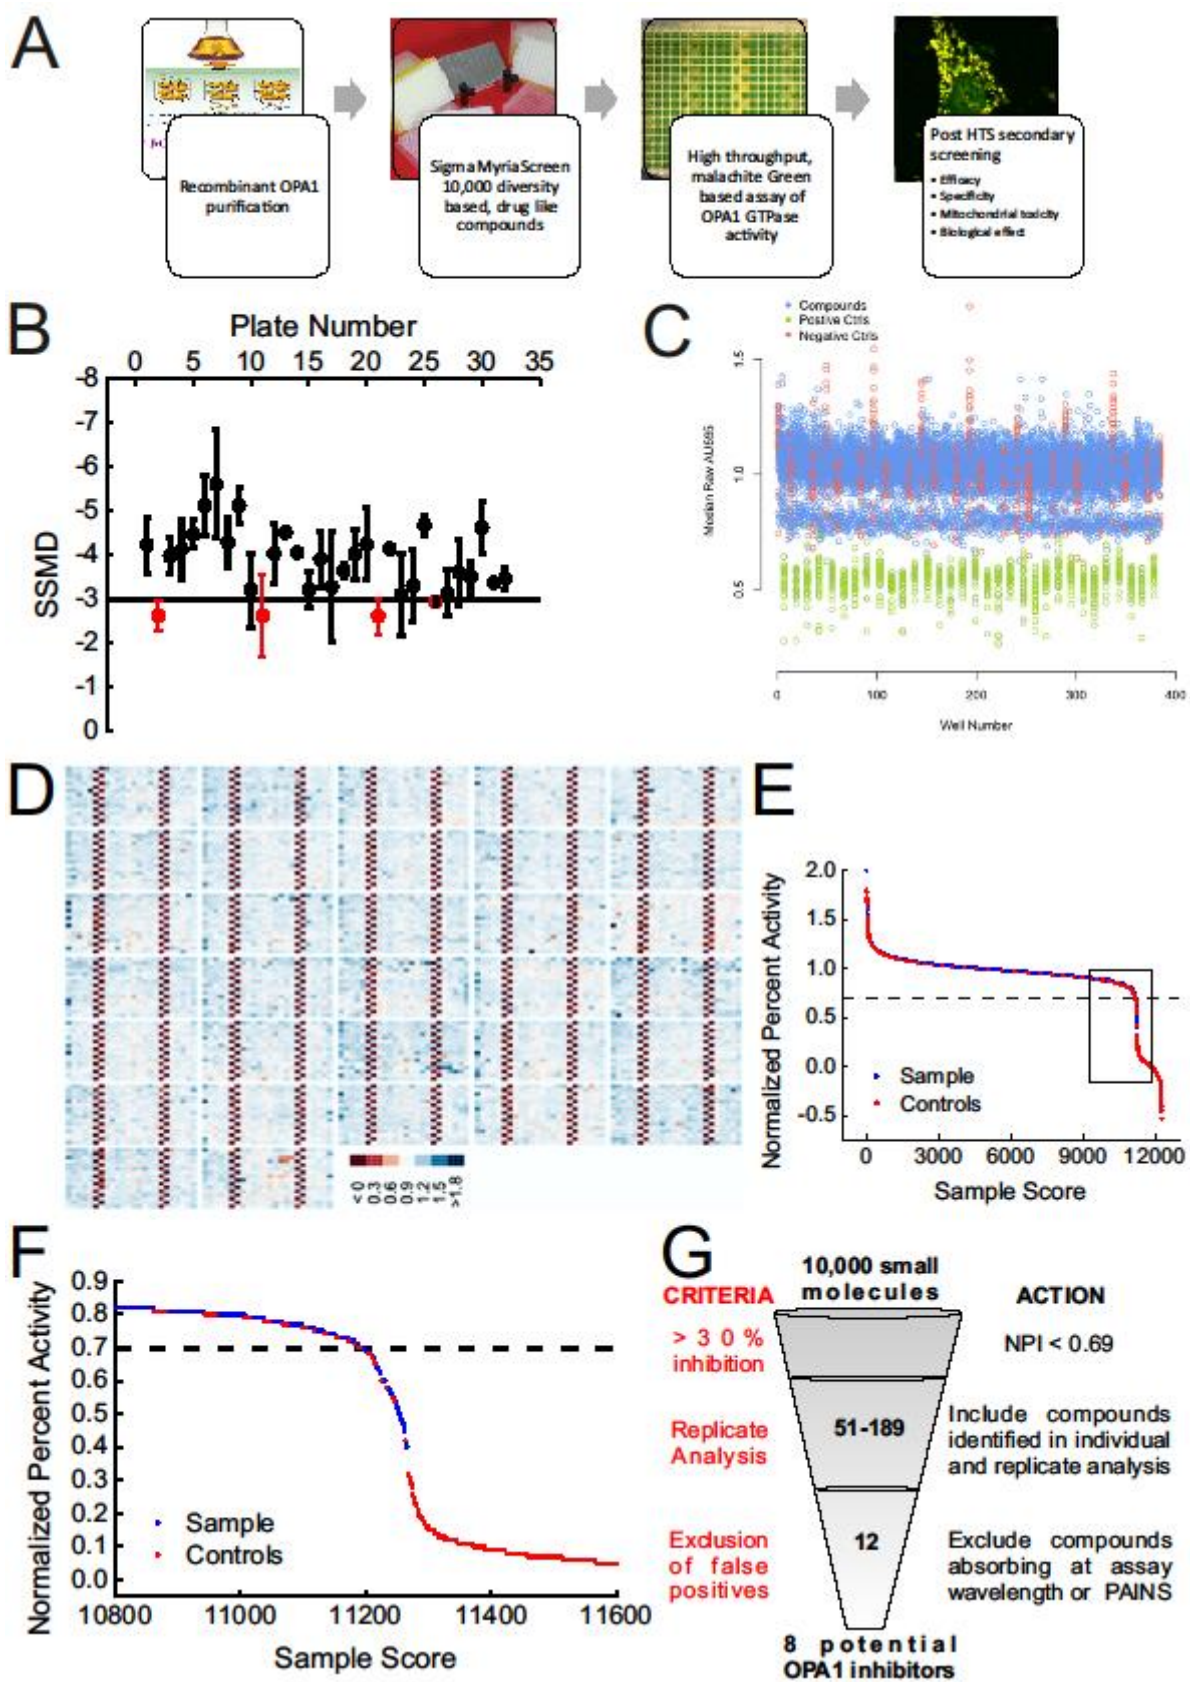 A
Recombinant OPA1
purification
Sigma MyriaScreen
10,000 diversity
based, drug like
compounds
High throughput,
malachite Green
based assay of
OPA1 GTPase
activity
Post HTS secondary
screening
• Efficacy
• Specificity
• Mitochondrial toxicity
• Biological effect
B
Plate Number
0 5 10 15 20 25 30 35
SSMD
-8
-7
-6
-5
-4
-3
-2
-1
0
C
Compounds
Postive Ctrls
Negative Ctrls
Median Raw AU695
1.5
1.0
0.5
0 100 200 300 400
Well Number
D
<0
0.3
0.6
0.9
1.2
1.5
>1.8
E
Normalized Percent Activity
2.0
1.5
1.0
0.5
0.0
-0.5
Sample
Controls
0 3000 6000 9000 12000
Sample Score
F
Normalized Percent Activity
0.9
0.8
0.7
0.6
0.5
0.4
0.3
0.2
0.1
0.0
Sample
Controls
10800 11000 11200 11400 11600
Sample Score
G
10,000 small
molecules
CRITERIA
ACTION
> 3 0 %
inhibition
NPI < 0.69
Replicate
Analysis
51-189
Include compounds
identified in individual
and replicate analysis
Exclusion
of false
positives
12
Exclude compounds
absorbing at assay
wavelength or PAINS
8 potential
OPA1 inhibitors